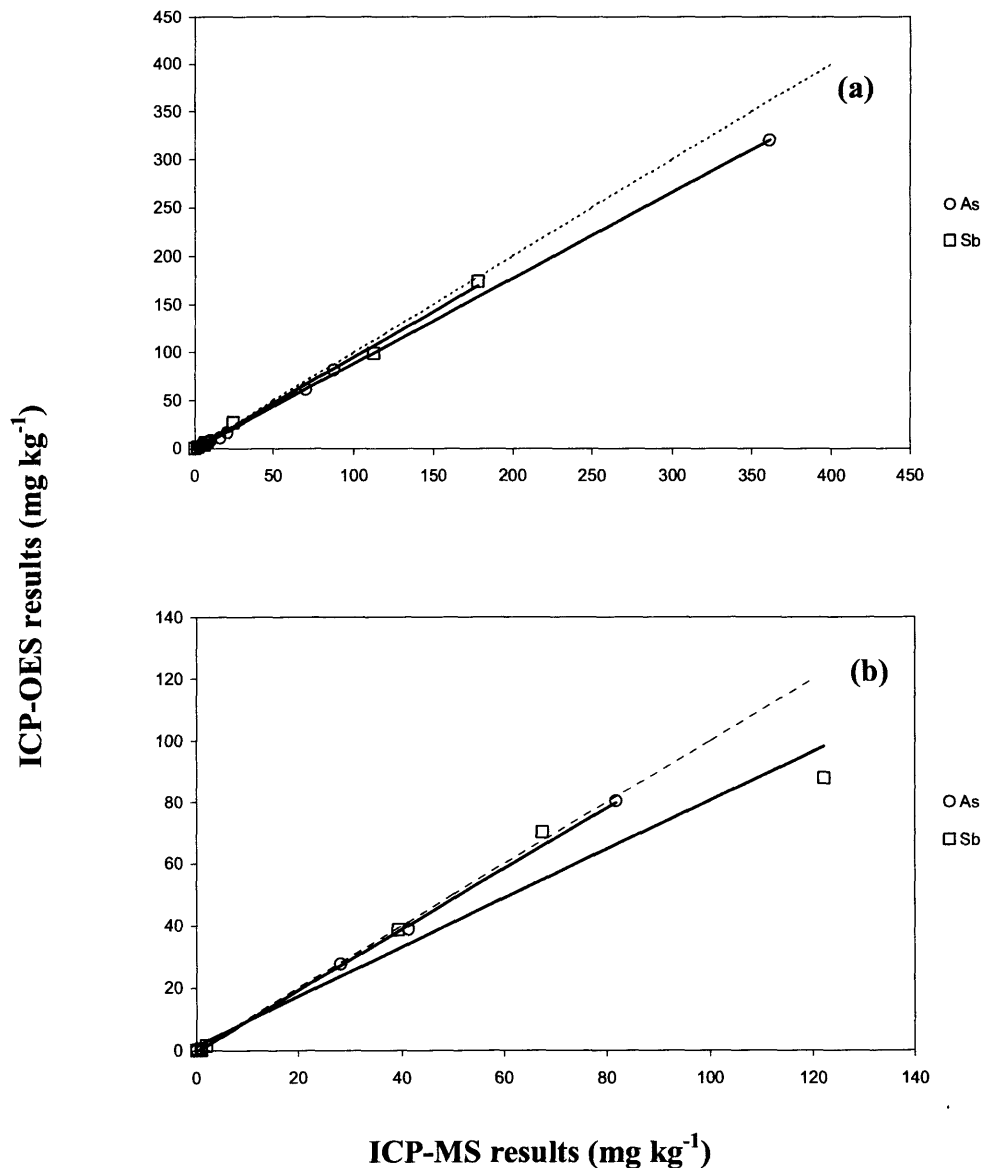 ICP-OES results (mg kg-1)
450
400
350
300
250
200
150
100
50
0
0 50 100 150 200 250 300 350 400 450
(a)
As
Sb
140
120
100
80
60
40
20
0
0 20 40 60 80 100 120 140
(b)
As
Sb
ICP-MS results (mg kg-1)